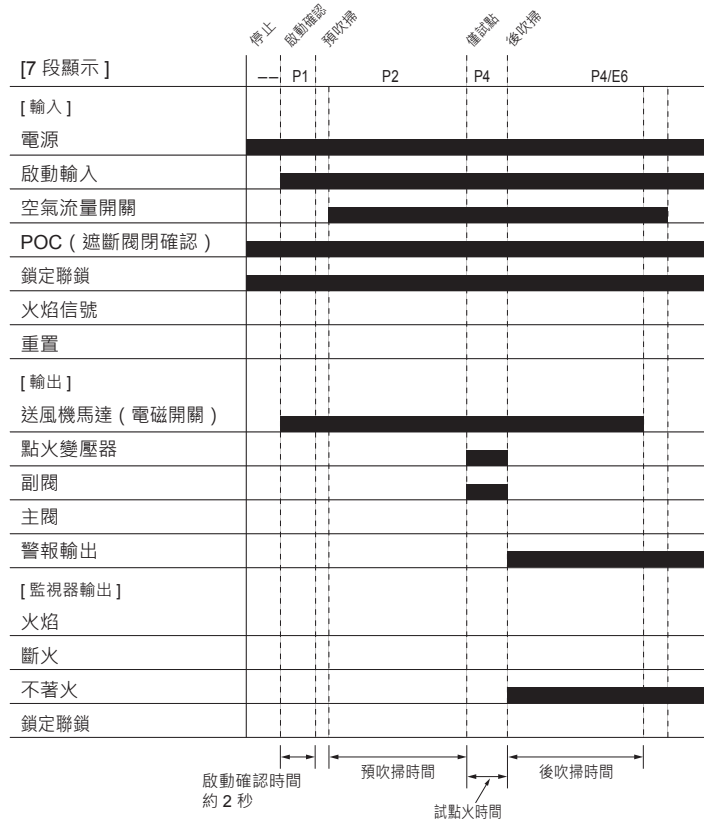 停止 啟動確認 預吹掃 僅試點 後吹掃
[7 段顯示 ] −− P1 P2 P4 P4/E6
[ 輸入 ]
電源
啟動輸入
空氣流量開關
POC ( 遮斷閥閉確認 )
鎖定聯鎖
火焰信號
重置
[ 輸出 ]
送風機馬達 ( 電磁開關 )
點火變壓器
副閥
主閥
警報輸出
[ 監視器輸出 ]
火焰
斷火
不著火
鎖定聯鎖
啟動確認時間
約 2 秒
預吹掃時間
試點火時間
後吹掃時間